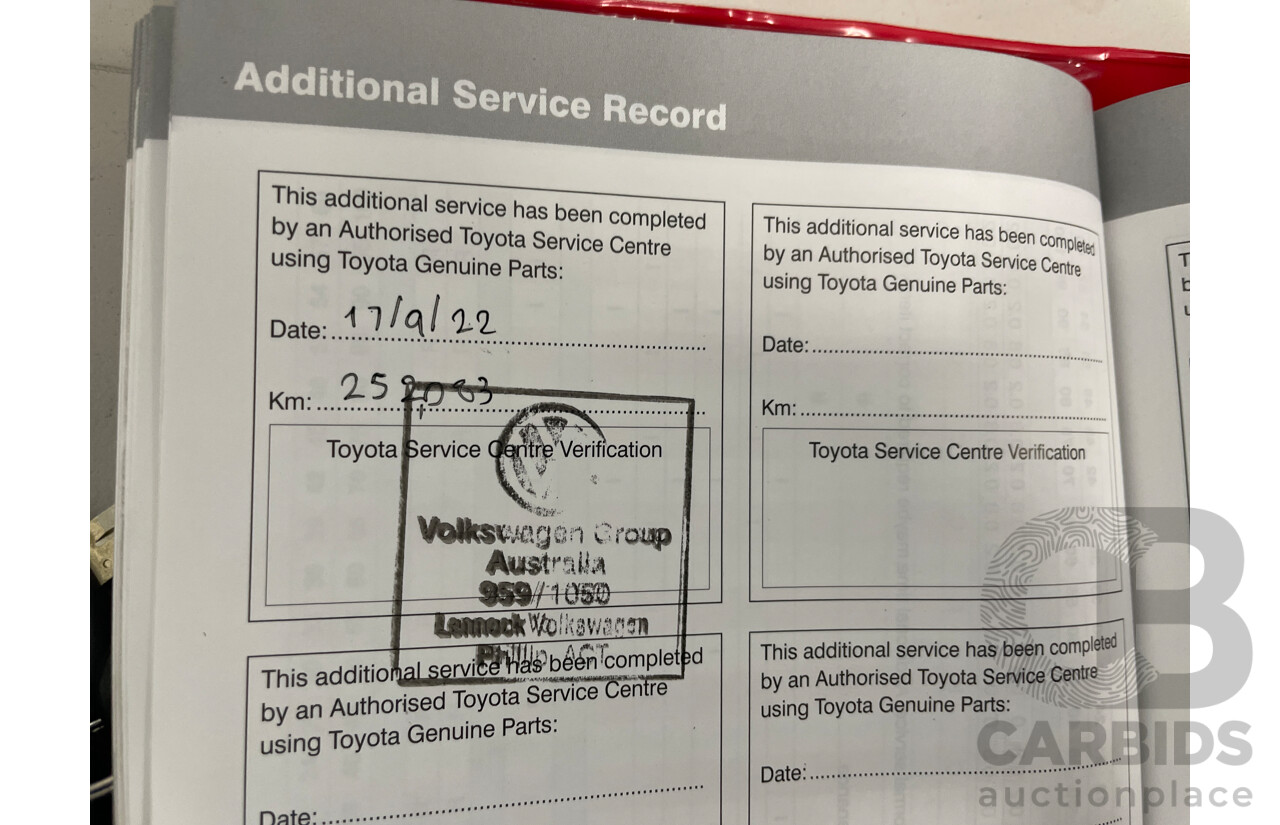 Additional Service Record
This additional service has been completed
by an Authorised Toyota Service Centre
using Toyota Genuine Parts:
Date: 17/9/22
Km:
Toyota Service Centre Verification
Volkswagen Group
Australia
959//1050
Lennock Volkswagen
Phillip ACT
This additional service has been completed
by an Authorised Toyota Service Centre
using Toyota Genuine Parts:
Date:
Km:
Toyota Service Centre Verification
This additional service has been completed
by an Authorised Toyota Service Centre
using Toyota Genuine Parts:
Date:
This additional service has been completed
by an Authorised Toyota Service Centre
using Toyota Genuine Parts:
Date:
CB
CARBIDS
auctionplace